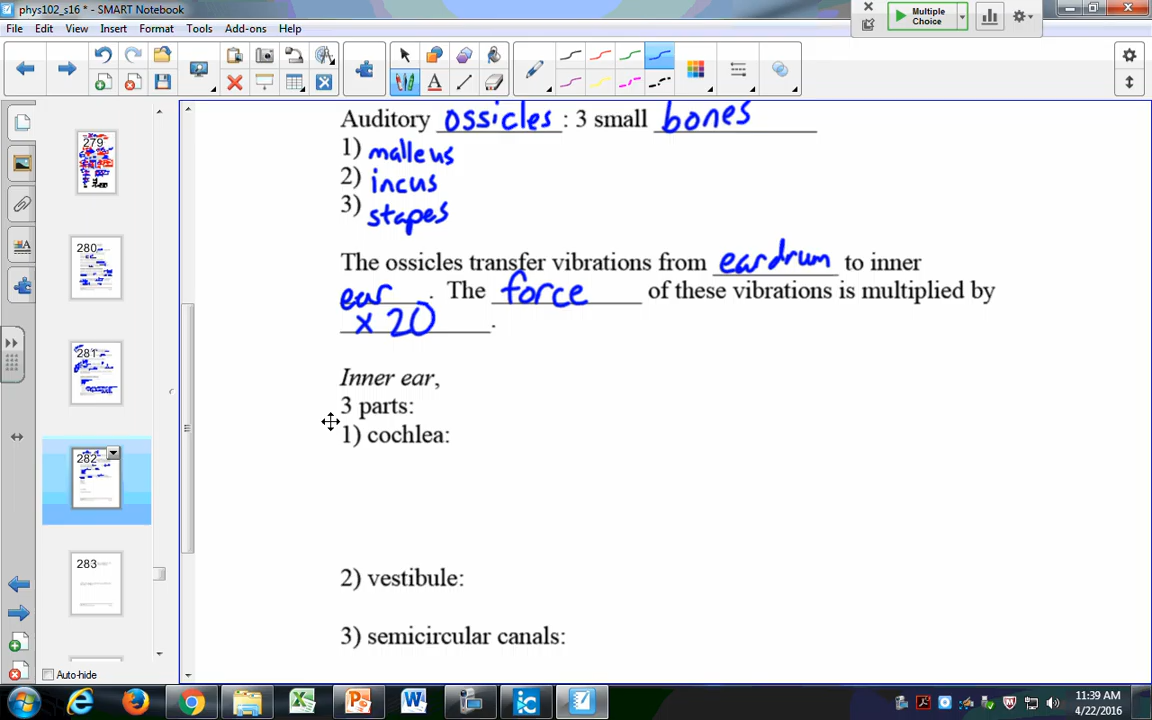 phys102_s16 * - SMART Notebook
Multiple
Choice
File Edit View Insert Format Tools Add-ons Help
279
280
281
282
283
Auto-hide
Auditory ossicles : 3 small bones
1) malleus
2) incus
3) stapes
The ossicles transfer vibrations from eardrum to inner
ear . The force of these vibrations is multiplied by
x 20 .
Inner ear,
3 parts:
1) cochlea:
2) vestibule:
3) semicircular canals:
11:39 AM
4/22/2016